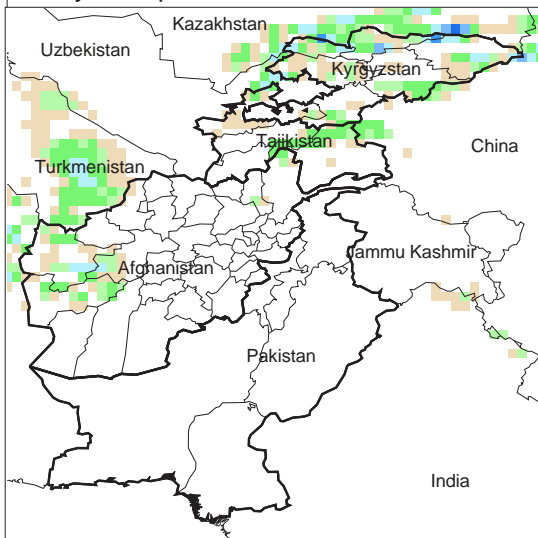 Kazakhstan
Uzbekistan
Kyrgyzstan
Tajikistan
China
Turkmenistan
Jammu Kashmir
Afghanistan
Pakistan
India